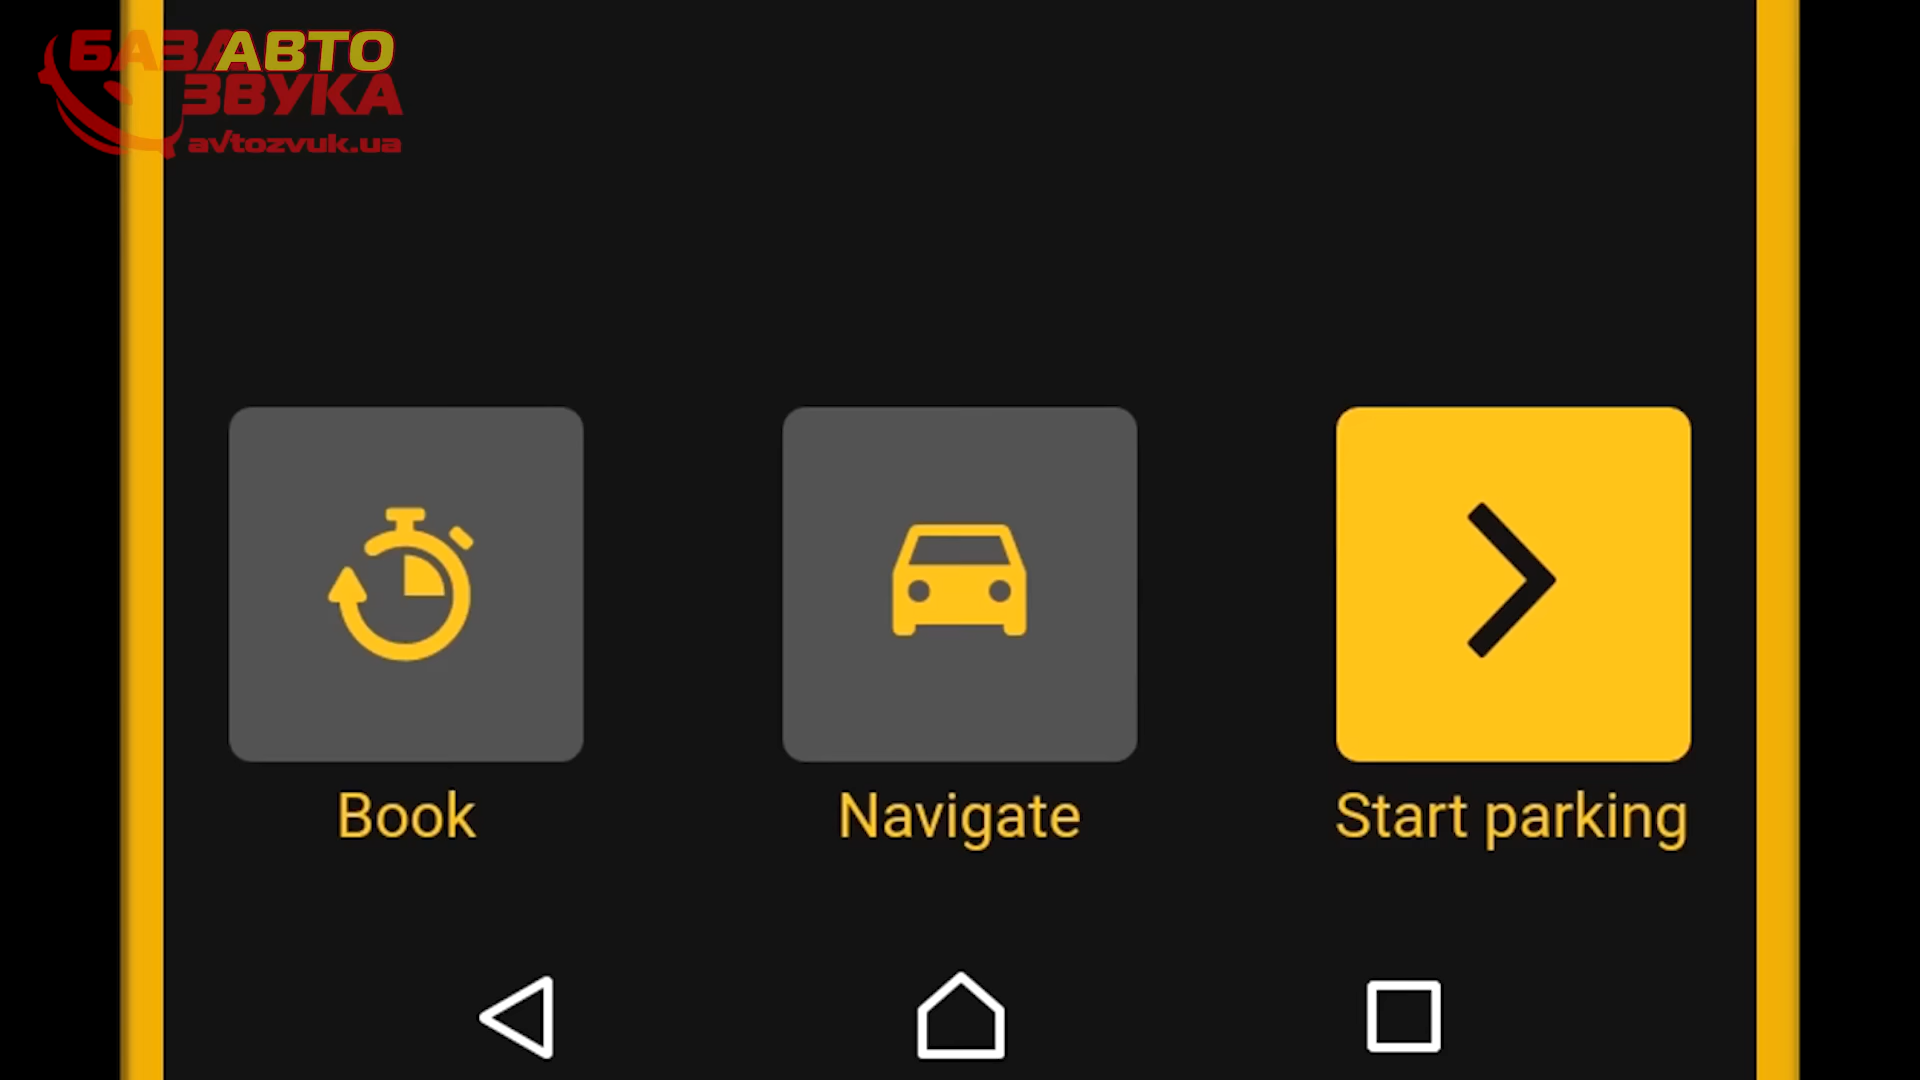 БАЗА АВТО
ЗВУКА
avtozvuk.ua
Book
Navigate
Start parking